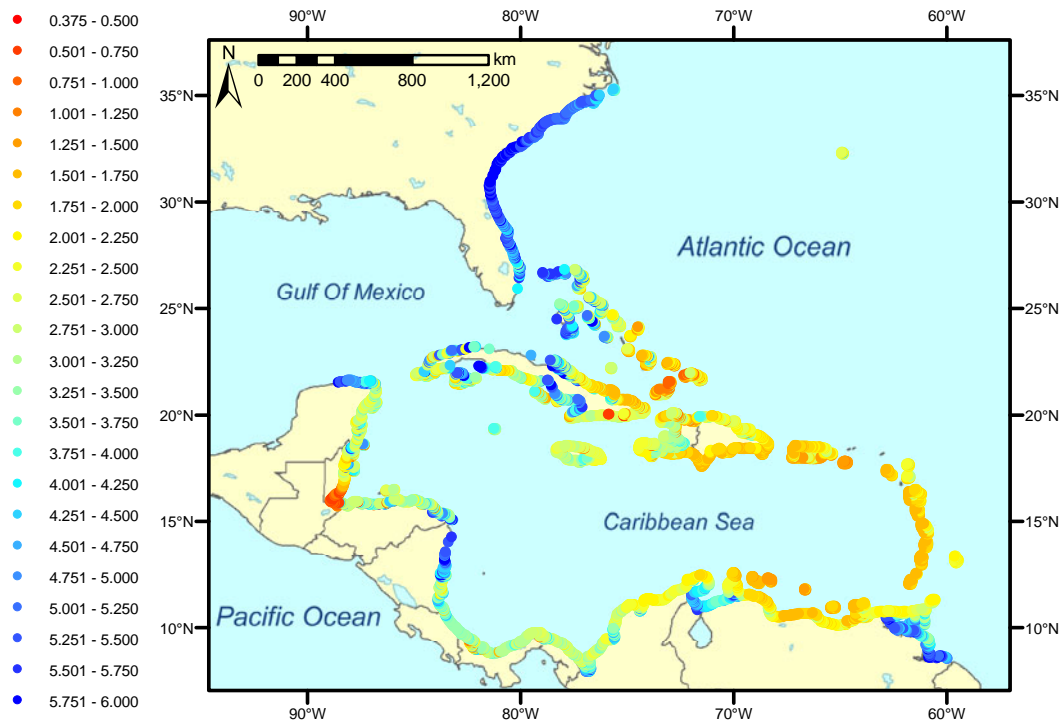 0.375 - 0.500
0.501 - 0.750
0.751 - 1.000
1.001 - 1.250
1.251 - 1.500
1.501 - 1.750
1.751 - 2.000
2.001 - 2.250
2.251 - 2.500
2.501 - 2.750
2.751 - 3.000
3.001 - 3.250
3.251 - 3.500
3.501 - 3.750
3.751 - 4.000
4.001 - 4.250
4.251 - 4.500
4.501 - 4.750
4.751 - 5.000
5.001 - 5.250
5.251 - 5.500
5.501 - 5.750
5.751 - 6.000
90°W 80°W 70°W 60°W
N
km
0 200 400 800 1,200
35°N 35°N
30°N 30°N
Atlantic Ocean
Gulf Of Mexico
25°N 25°N
20°N 20°N
15°N 15°N
Caribbean Sea
Pacific Ocean
10°N 10°N
90°W 80°W 70°W 60°W